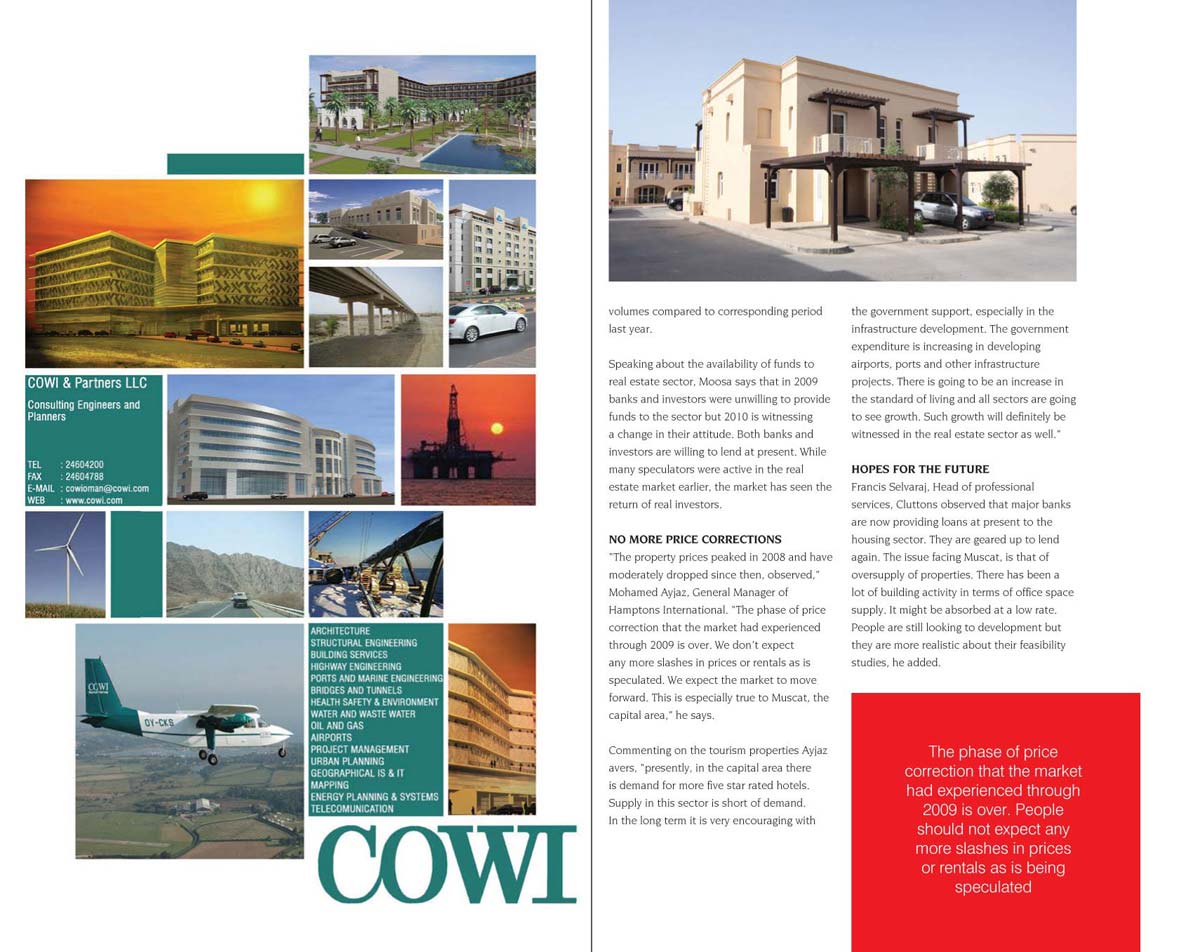 COWI & Partners LLC
Consulting Engineers and
Planners
TEL : 24604200
FAX : 24604788
E-MAIL : cowioman@cowi.com
WEB : www.cowi.com
COWI
OY-CKS
ARCHITECTURE
STRUCTURAL ENGINEERING
BUILDING SERVICES
HIGHWAY ENGINEERING
PORTS AND MARINE ENGINEERING
BRIDGES AND TUNNELS
HEALTH SAFETY & ENVIRONMENT
WATER AND WASTE WATER
OIL AND GAS
AIRPORTS
PROJECT MANAGEMENT
URBAN PLANNING
GEOGRAPHICAL IS & IT
MAPPING
ENERGY PLANNING & SYSTEMS
TELECOMUNICATION
COWI
volumes compared to corresponding period
last year.
Speaking about the availability of funds to
real estate sector, Moosa says that in 2009
banks and investors were unwilling to provide
funds to the sector but 2010 is witnessing
a change in their attitude. Both banks and
investors are willing to lend at present. While
many speculators were active in the real
estate market earlier, the market has seen the
return of real investors.
NO MORE PRICE CORRECTIONS
"The property prices peaked in 2008 and have
moderately dropped since then, observed,"
Mohamed Ayjaz, General Manager of
Hamptons International. "The phase of price
correction that the market had experienced
through 2009 is over. We don't expect
any more slashes in prices or rentals as is
speculated. We expect the market to move
forward. This is especially true to Muscat, the
capital area," he says.
Commenting on the tourism properties Ayjaz
avers, "presently, in the capital area there
is demand for more five star rated hotels.
Supply in this sector is short of demand.
In the long term it is very encouraging with
the government support, especially in the
infrastructure development. The government
expenditure is increasing in developing
airports, ports and other infrastructure
projects. There is going to be an increase in
the standard of living and all sectors are going
to see growth. Such growth will definitely be
witnessed in the real estate sector as well."
HOPES FOR THE FUTURE
Francis Selvaraj, Head of professional
services, Cluttons observed that major banks
are now providing loans at present to the
housing sector. They are geared up to lend
again. The issue facing Muscat, is that of
oversupply of properties. There has been a
lot of building activity in terms of office space
supply. It might be absorbed at a low rate.
People are still looking to development but
they are more realistic about their feasibility
studies, he added.
The phase of price
correction that the market
had experienced through
2009 is over. People
should not expect any
more slashes in prices
or rentals as is being
speculated